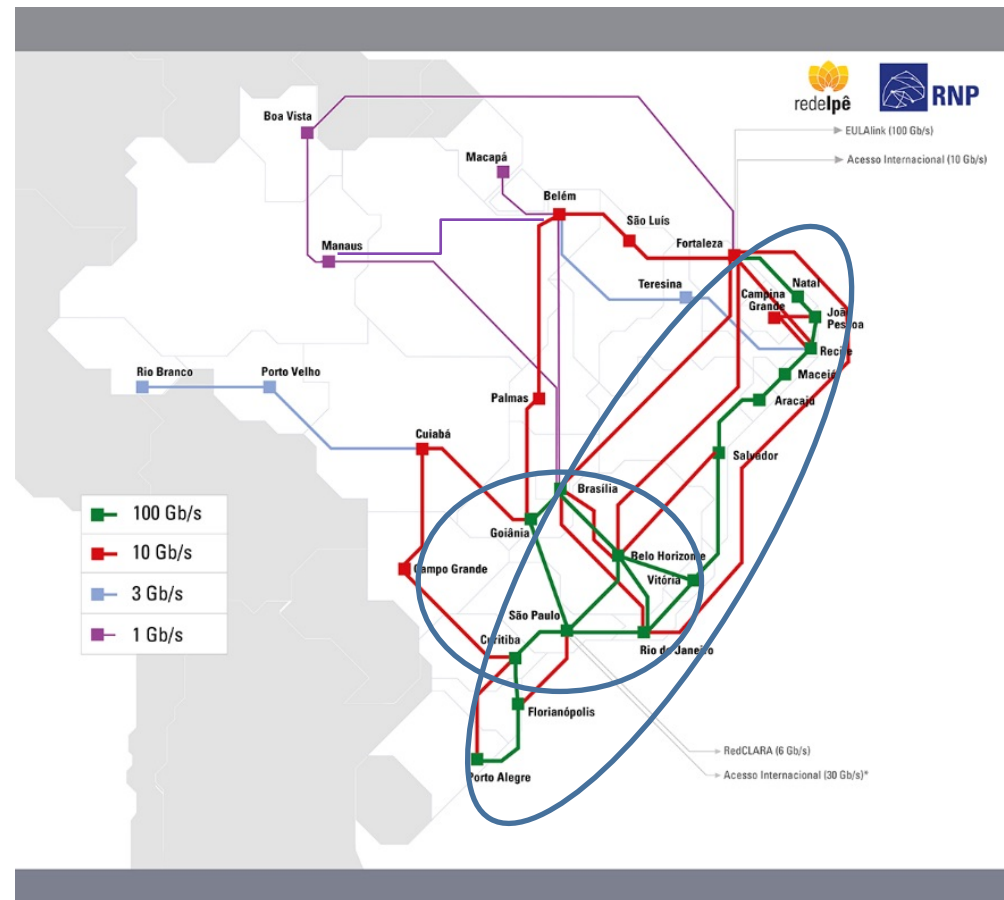 redeIpê
RNP
EULAlink (100 Gb/s)
Acesso Internacional (10 Gb/s)
Boa Vista
Macapá
Belém
São Luís
Fortaleza
Manaus
Teresina
Natal
Campina
Grande
João
Pessoa
Recife
Maceió
Aracajú
Rio Branco
Porto Velho
Palmas
Cuiabá
Salvador
Brasília
Goiânia
100 Gb/s
10 Gb/s
3 Gb/s
1 Gb/s
Belo Horizonte
Campo Grande
Vitória
São Paulo
Curitiba
Rio de Janeiro
Florianópolis
Porto Alegre
RedCLARA (6 Gb/s)
Acesso Internacional (30 Gb/s)*